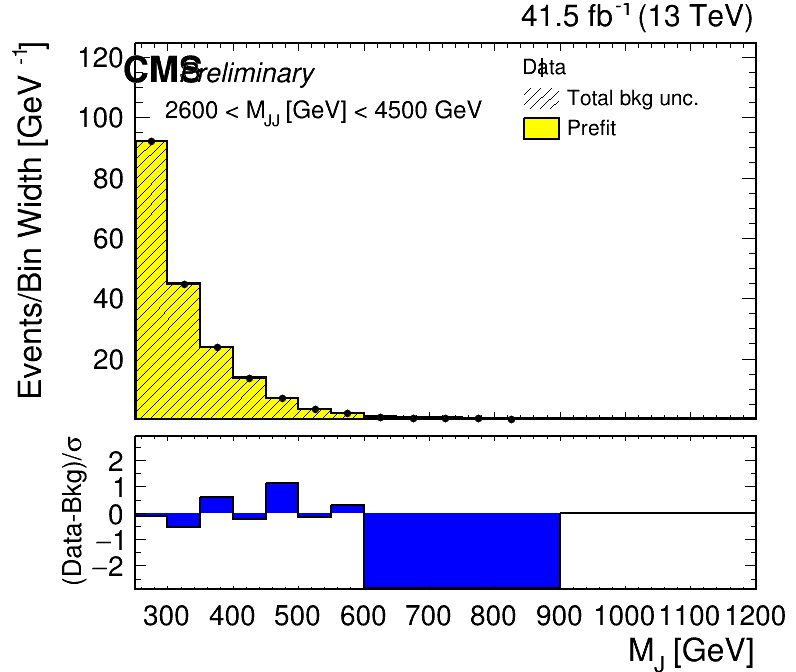 41.5 fb⁻¹ (13 TeV)
CMS Preliminary
2600 < M_JJ [GeV] < 4500 GeV
Data
Total bkg unc.
Prefit
Events/Bin Width [GeV⁻¹]
120
100
80
60
40
20
(Data-Bkg)/σ
2
1
0
−1
−2
300 400 500 600 700 800 900 1000 1100 1200
M_J [GeV]